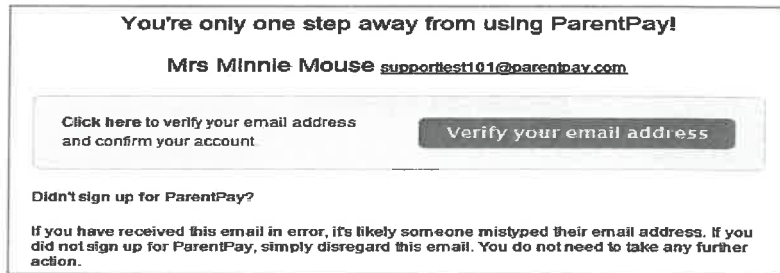 You're only one step away from using ParentPay!
Mrs Minnie Mouse supporttest101@parentpay.com
Click here to verify your email address
and confirm your account
Verify your email address
Didn't sign up for ParentPay?
If you have received this email in error, it's likely someone mistyped their email address. If you
did not sign up for ParentPay, simply disregard this email. You do not need to take any further
action.